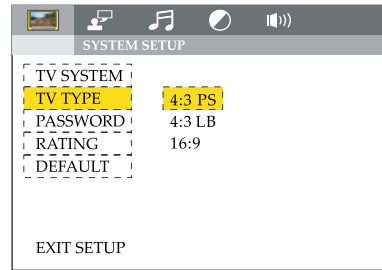 SYSTEM SETUP
TV SYSTEM
TV TYPE 4:3 PS
PASSWORD 4:3 LB
RATING 16:9
DEFAULT
EXIT SETUP